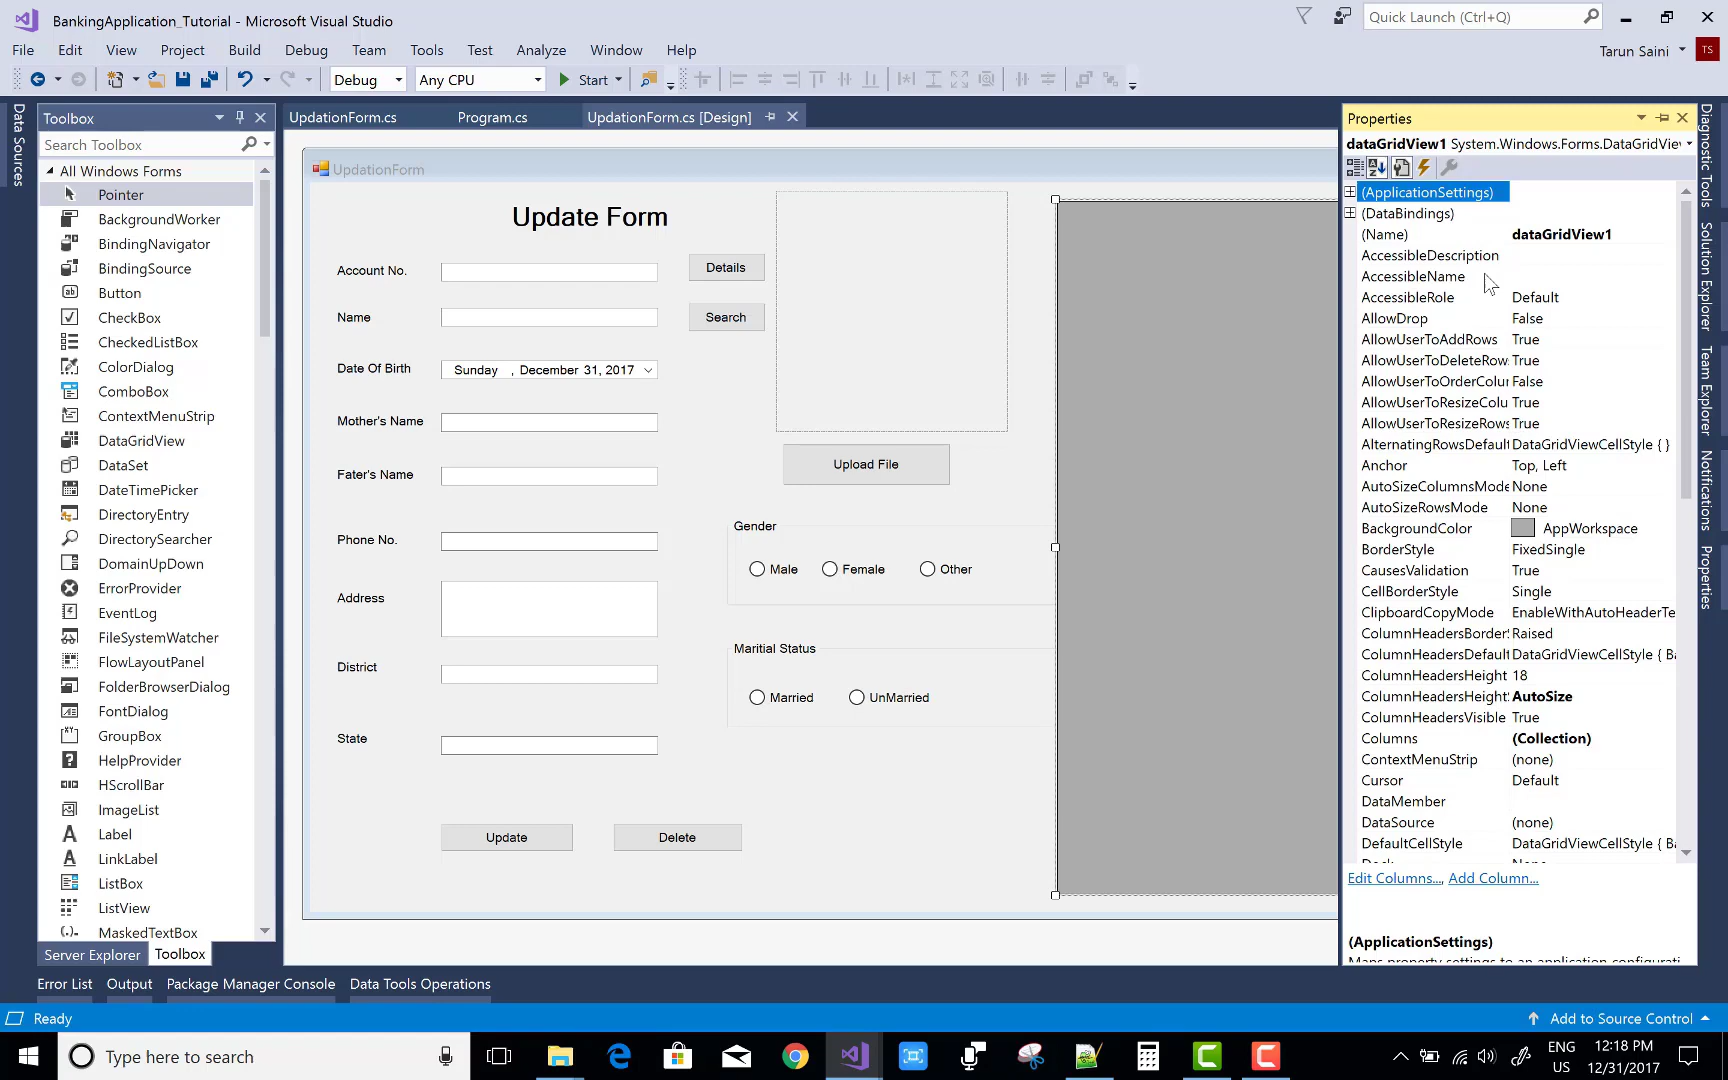 BankingApplication_Tutorial - Microsoft Visual Studio
Quick Launch (Ctrl+Q)
File Edit View Project Build Debug Team Tools Test Analyze Window Help
Tarun Saini TS
Debug Any CPU Start
Data Sources
Toolbox
Search Toolbox
All Windows Forms
Pointer
BackgroundWorker
BindingNavigator
BindingSource
Button
CheckBox
CheckedListBox
ColorDialog
ComboBox
ContextMenuStrip
DataGridView
DataSet
DateTimePicker
DirectoryEntry
DirectorySearcher
DomainUpDown
ErrorProvider
EventLog
FileSystemWatcher
FlowLayoutPanel
FolderBrowserDialog
FontDialog
GroupBox
HelpProvider
HScrollBar
ImageList
Label
LinkLabel
ListBox
ListView
MaskedTextBox
Server Explorer Toolbox
UpdationForm.cs Program.cs UpdationForm.cs [Design]
UpdationForm
Update Form
Account No. Details
Name Search
Date Of Birth Sunday , December 31, 2017
Mother's Name
Fater's Name
Upload File
Phone No.
Gender
Male Female Other
Address
Maritial Status
District
Married UnMarried
State
Update Delete
Properties
dataGridView1 System.Windows.Forms.DataGridVie
(ApplicationSettings)
(DataBindings)
(Name) dataGridView1
AccessibleDescription
AccessibleName
AccessibleRole Default
AllowDrop False
AllowUserToAddRows True
AllowUserToDeleteRow: True
AllowUserToOrderColu False
AllowUserToResizeColu True
AllowUserToResizeRows True
AlternatingRowsDefault DataGridViewCellStyle { }
Anchor Top, Left
AutoSizeColumnsMode None
AutoSizeRowsMode None
BackgroundColor AppWorkspace
BorderStyle FixedSingle
CausesValidation True
CellBorderStyle Single
ClipboardCopyMode EnableWithAutoHeaderTe
ColumnHeadersBorder Raised
ColumnHeadersDefault DataGridViewCellStyle { Ba
ColumnHeadersHeight 18
ColumnHeadersHeight AutoSize
ColumnHeadersVisible True
Columns (Collection)
ContextMenuStrip (none)
Cursor Default
DataMember
DataSource (none)
DefaultCellStyle DataGridViewCellStyle { Ba
Edit Columns..., Add Column...
(ApplicationSettings)
Diagnostic Tools
Solution Explorer
Team Explorer
Notifications
Properties
Error List Output Package Manager Console Data Tools Operations
Ready Add to Source Control
Type here to search
ENG
US
12:18 PM
12/31/2017